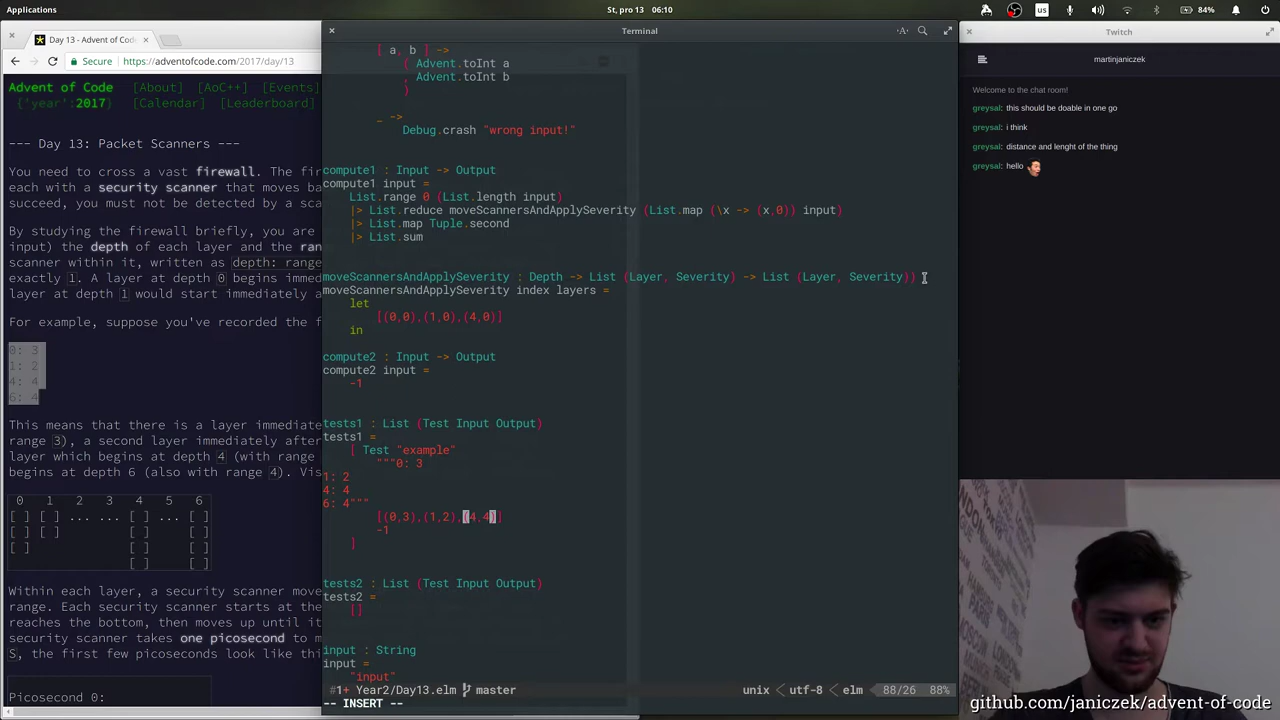 Applications
St, pro 13 06:10
us
84%
Day 13 - Advent of Cod
Secure
https://adventofcode.com/2017/day/13
Advent of Code
[About] [AoC++] [Events]
{'year':2017}
[Calendar] [Leaderboard]
--- Day 13: Packet Scanners ---
You need to cross a vast firewall. The fir
each with a security scanner that moves ba
succeed, you must not be detected by a sca
By studying the firewall briefly, you are
input) the depth of each layer and the ran
scanner within it, written as depth: range
exactly 1. A layer at depth 0 begins immed
layer at depth 1 would start immediately a
For example, suppose you've recorded the f
0: 3
1: 2
4: 4
6: 4
This means that there is a layer immediate
range 3), a second layer immediately after
layer which begins at depth 4 (with range
begins at depth 6 (also with range 4). Vis
0 1 2 3 4 5 6
[ ] [ ] ... ... [ ] ... [ ]
[ ] [ ] [ ] [ ]
[ ] [ ] [ ]
[ ] [ ]
Within each layer, a security scanner move
range. Each security scanner starts at the
reaches the bottom, then moves up until it
security scanner takes one picosecond to m
S, the first few picoseconds look like thi
Picosecond 0:
Terminal
[ a, b ] ->
( Advent.toInt a
, Advent.toInt b
)
_ ->
Debug.crash "wrong input!"
compute1 : Input -> Output
compute1 input =
List.range 0 (List.length input)
|> List.reduce moveScannersAndApplySeverity (List.map (\x -> (x,0)) input)
|> List.map Tuple.second
|> List.sum
moveScannersAndApplySeverity : Depth -> List (Layer, Severity) -> List (Layer, Severity))
moveScannersAndApplySeverity index layers =
let
[(0,0),(1,0),(4,0)]
in
compute2 : Input -> Output
compute2 input =
-1
tests1 : List (Test Input Output)
tests1 =
[ Test "example"
"""0: 3
1: 2
4: 4
6: 4"""
[(0,3),(1,2),(4,4)]
-1
]
tests2 : List (Test Input Output)
tests2 =
[]
input : String
input =
"input"
#1+ Year2/Day13.elm master
unix utf-8 elm 88/26 88%
-- INSERT --
Twitch
martinjaniczek
Welcome to the chat room!
greysal: this should be doable in one go
greysal: i think
greysal: distance and lenght of the thing
greysal: hello
github.com/janiczek/advent-of-code